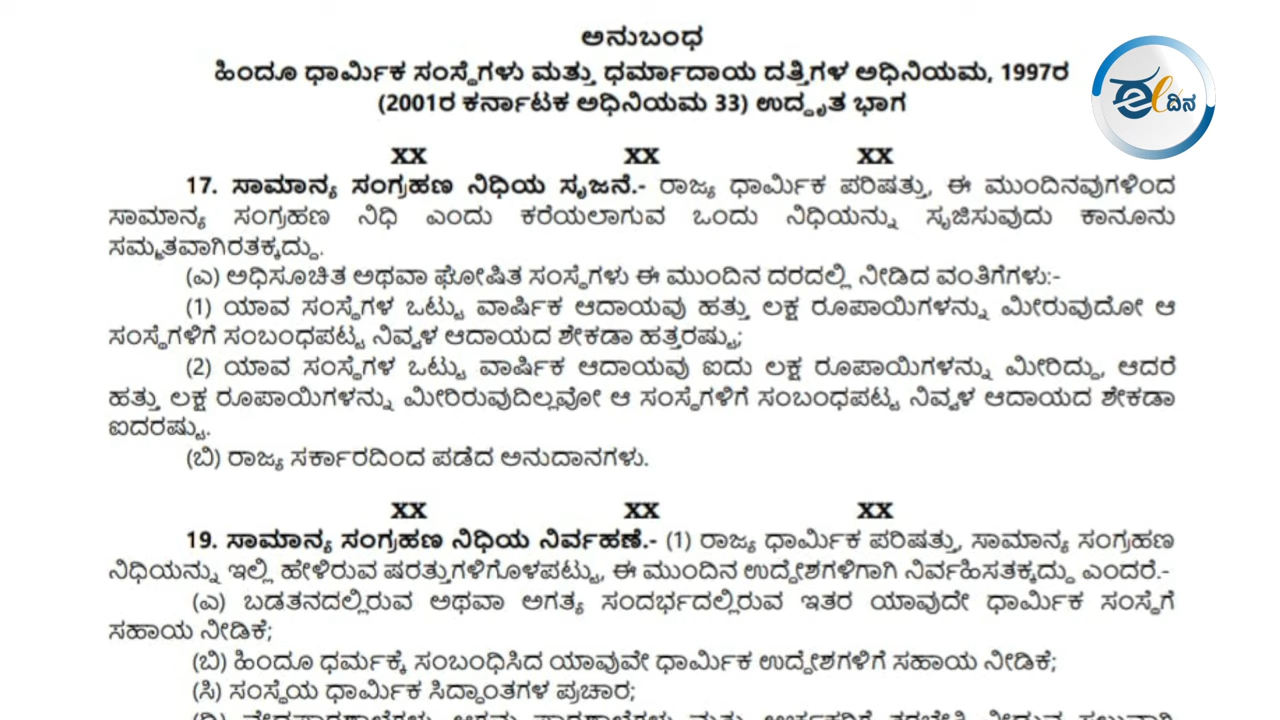 ಅನುಬಂಧ
ಹಿಂದೂ ಧಾರ್ಮಿಕ ಸಂಸ್ಥೆಗಳು ಮತ್ತು ಧರ್ಮಾದಾಯ ದತ್ತಿಗಳ ಅಧಿನಿಯಮ, 1997ರ
(2001ರ ಕರ್ನಾಟಕ ಅಧಿನಿಯಮ 33) ಉದ್ಧೃತ ಭಾಗ
eಲ ದಿನ
XX XX XX
17. ಸಾಮಾನ್ಯ ಸಂಗ್ರಹಣ ನಿಧಿಯ ಸೃಜನೆ.- ರಾಜ್ಯ ಧಾರ್ಮಿಕ ಪರಿಷತ್ತು, ಈ ಮುಂದಿನವುಗಳಿಂದ
ಸಾಮಾನ್ಯ ಸಂಗ್ರಹಣ ನಿಧಿ ಎಂದು ಕರೆಯಲಾಗುವ ಒಂದು ನಿಧಿಯನ್ನು ಸೃಜಿಸುವುದು ಕಾನೂನು
ಸಮ್ಮತವಾಗಿರತಕ್ಕದ್ದು.
(ಎ) ಅಧಿಸೂಚಿತ ಅಥವಾ ಘೋಷಿತ ಸಂಸ್ಥೆಗಳು ಈ ಮುಂದಿನ ದರದಲ್ಲಿ ನೀಡಿದ ವಂತಿಗೆಗಳು:-
(1) ಯಾವ ಸಂಸ್ಥೆಗಳ ಒಟ್ಟು ವಾರ್ಷಿಕ ಆದಾಯವು ಹತ್ತು ಲಕ್ಷ ರೂಪಾಯಿಗಳನ್ನು ಮೀರುವುದೋ ಆ
ಸಂಸ್ಥೆಗಳಿಗೆ ಸಂಬಂಧಪಟ್ಟ ನಿವ್ವಳ ಆದಾಯದ ಶೇಕಡಾ ಹತ್ತರಷ್ಟು;
(2) ಯಾವ ಸಂಸ್ಥೆಗಳ ಒಟ್ಟು ವಾರ್ಷಿಕ ಆದಾಯವು ಐದು ಲಕ್ಷ ರೂಪಾಯಿಗಳನ್ನು ಮೀರಿದ್ದು, ಆದರೆ
ಹತ್ತು ಲಕ್ಷ ರೂಪಾಯಿಗಳನ್ನು ಮೀರಿರುವುದಿಲ್ಲವೋ ಆ ಸಂಸ್ಥೆಗಳಿಗೆ ಸಂಬಂಧಪಟ್ಟ ನಿವ್ವಳ ಆದಾಯದ ಶೇಕಡಾ
ಐದರಷ್ಟು.
(ಬಿ) ರಾಜ್ಯ ಸರ್ಕಾರದಿಂದ ಪಡೆದ ಅನುದಾನಗಳು.
XX XX XX
19. ಸಾಮಾನ್ಯ ಸಂಗ್ರಹಣ ನಿಧಿಯ ನಿರ್ವಹಣೆ.- (1) ರಾಜ್ಯ ಧಾರ್ಮಿಕ ಪರಿಷತ್ತು, ಸಾಮಾನ್ಯ ಸಂಗ್ರಹಣ
ನಿಧಿಯನ್ನು ಇಲ್ಲಿ ಹೇಳಿರುವ ಷರತ್ತುಗಳಿಗೊಳಪಟ್ಟು, ಈ ಮುಂದಿನ ಉದ್ದೇಶಗಳಿಗಾಗಿ ನಿರ್ವಹಿಸತಕ್ಕದ್ದು ಎಂದರೆ.-
(ಎ) ಬಡತನದಲ್ಲಿರುವ ಅಥವಾ ಅಗತ್ಯ ಸಂದರ್ಭದಲ್ಲಿರುವ ಇತರ ಯಾವುದೇ ಧಾರ್ಮಿಕ ಸಂಸ್ಥೆಗೆ
ಸಹಾಯ ನೀಡಿಕೆ;
(ಬಿ) ಹಿಂದೂ ಧರ್ಮಕ್ಕೆ ಸಂಬಂಧಿಸಿದ ಯಾವುವೇ ಧಾರ್ಮಿಕ ಉದ್ದೇಶಗಳಿಗೆ ಸಹಾಯ ನೀಡಿಕೆ;
(ಸಿ) ಸಂಸ್ಥೆಯ ಧಾರ್ಮಿಕ ಸಿದ್ಧಾಂತಗಳ ಪ್ರಚಾರ;